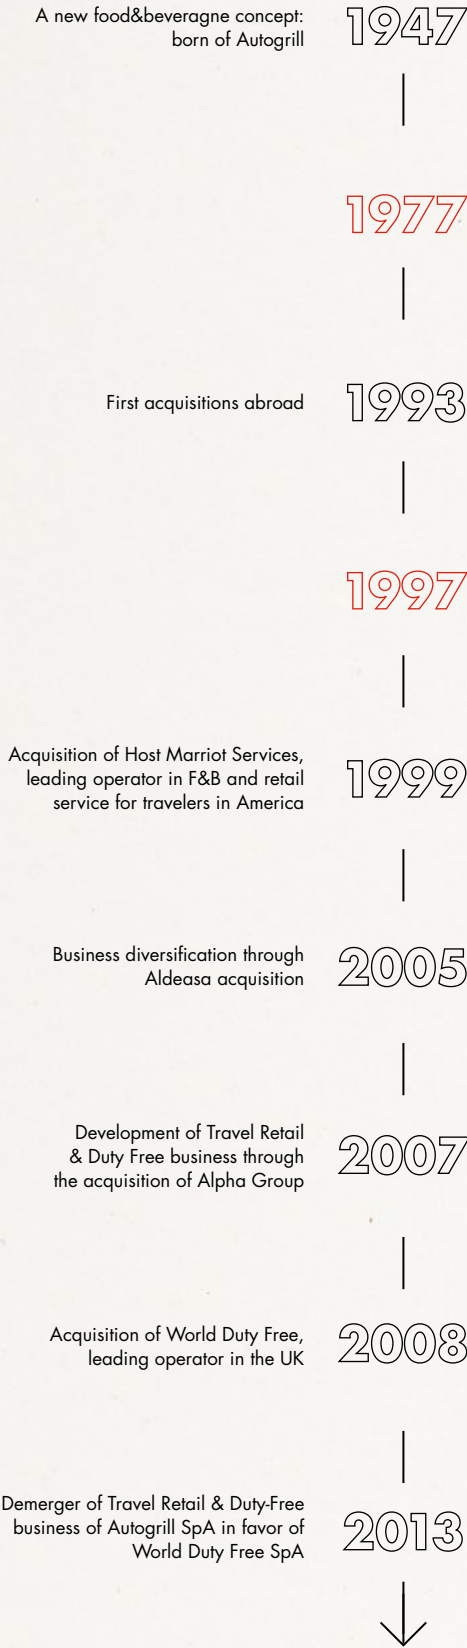 A new food&beveragne concept:
born of Autogrill
1947
1977
First acquisitions abroad
1993
1997
Acquisition of Host Marriot Services,
leading operator in F&B and retail
service for travelers in America
1999
Business diversification through
Aldeasa acquisition
2005
Development of Travel Retail
& Duty Free business through
the acquisition of Alpha Group
2007
Acquisition of World Duty Free,
leading operator in the UK
2008
Demerger of Travel Retail & Duty-Free
business of Autogrill SpA in favor of
World Duty Free SpA
2013